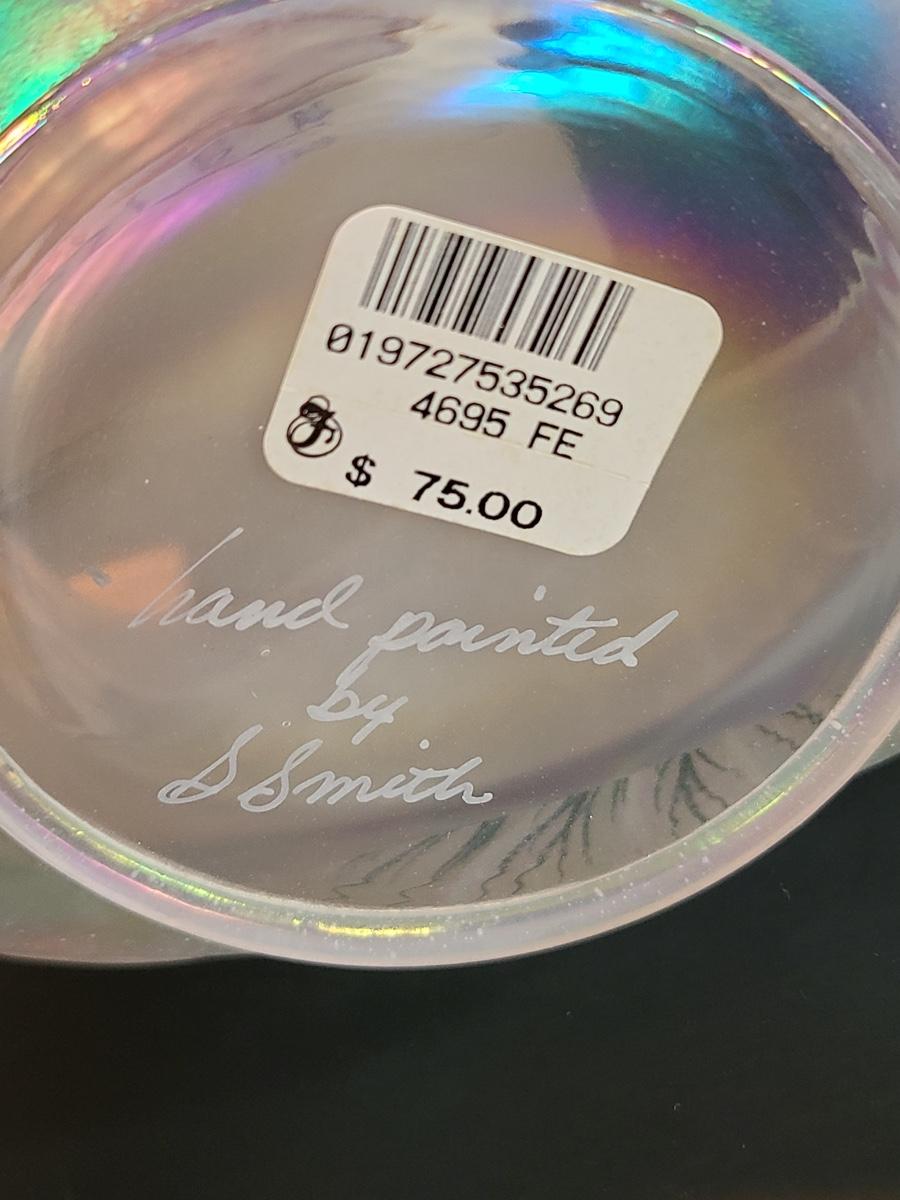 019727535269
4695 FE
$ 75.00
hand painted
by
S Smith